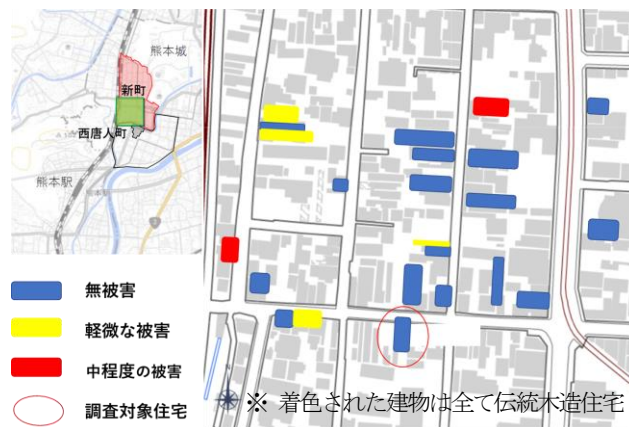 熊本城
新町
西唐人町
熊本駅
無被害
軽微な被害
中程度の被害
調査対象住宅
※ 着色された建物は全て伝統木造住宅